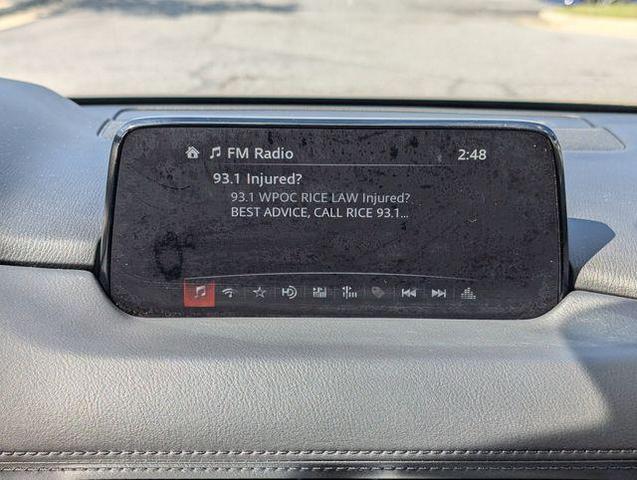 FM Radio 2:48
93.1 Injured?
93.1 WPOC RICE LAW Injured?
BEST ADVICE, CALL RICE 93.1...
HD